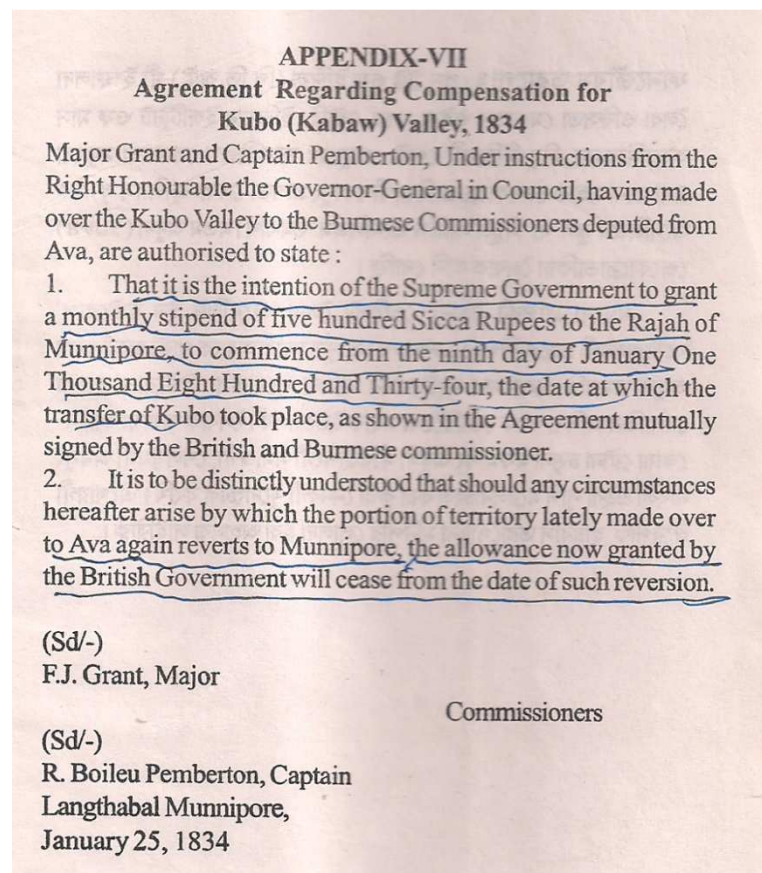 APPENDIX-VII
Agreement Regarding Compensation for
Kubo (Kabaw) Valley, 1834
Major Grant and Captain Pemberton, Under instructions from the
Right Honourable the Governor-General in Council, having made
over the Kubo Valley to the Burmese Commissioners deputed from
Ava, are authorised to state :
1. That it is the intention of the Supreme Government to grant
a monthly stipend of five hundred Sicca Rupees to the Rajah of
Munnipore, to commence from the ninth day of January One
Thousand Eight Hundred and Thirty-four, the date at which the
transfer of Kubo took place, as shown in the Agreement mutually
signed by the British and Burmese commissioner.
2. It is to be distinctly understood that should any circumstances
hereafter arise by which the portion of territory lately made over
to Ava again reverts to Munnipore, the allowance now granted by
the British Government will cease from the date of such reversion.
(Sd/-)
F.J. Grant, Major
Commissioners
(Sd/-)
R. Boileu Pemberton, Captain
Langthabal Munnipore,
January 25, 1834